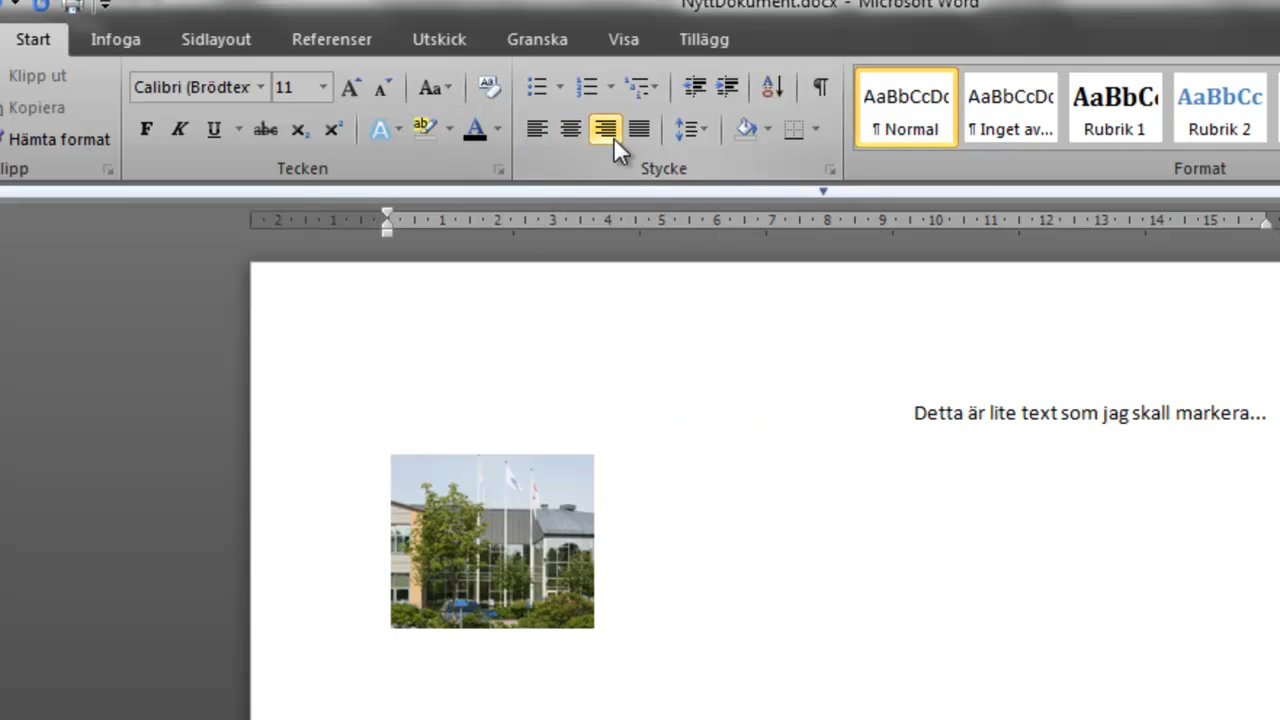 NyttDokument.docx - Microsoft Word
Start Infoga Sidlayout Referenser Utskick Granska Visa Tillägg
Klipp ut
Kopiera
Hämta format
Calibri (Brödtex 11 Aa
F K U abe x₂ x² A ab A
AaBbCcDc AaBbCcDc AaBbC AaBbCc
¶ Normal ¶ Inget av... Rubrik 1 Rubrik 2
lipp Tecken Stycke Format
2 1 1 2 3 4 5 6 7 8 9 10 11 12 13 14 15
Detta är lite text som jag skall markera...